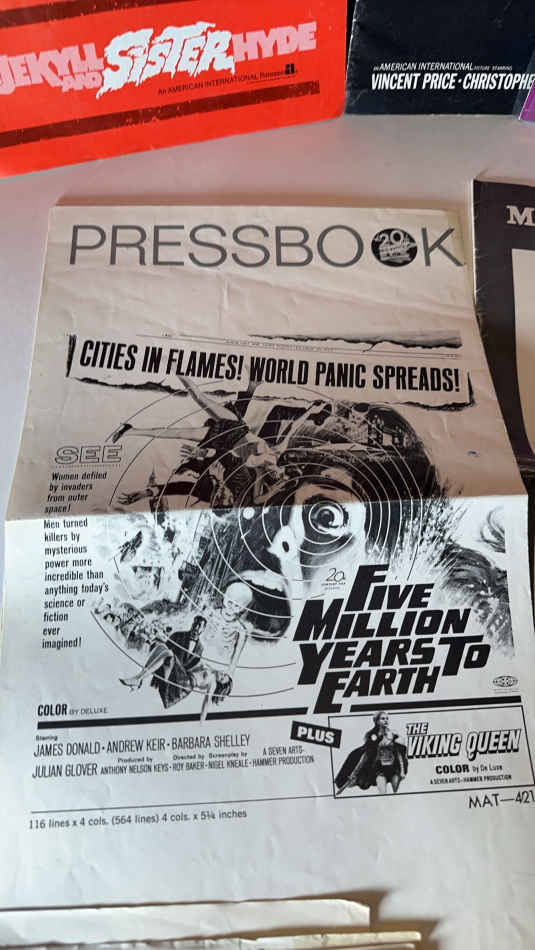 JEKYLL
AND SISTER HYDE
An AMERICAN INTERNATIONAL Release
AN AMERICAN INTERNATIONAL PICTURE STARRING
VINCENT PRICE · CHRISTOPHE
M
PRESSBOOK
CITIES IN FLAMES! WORLD PANIC SPREADS!
SEE
Women defiled
by invaders
from outer
space!
Men turned
killers by
mysterious
power more
incredible than
anything today's
science or
fiction
ever
imagined!
FIVE
MILLION
YEARS TO
EARTH
COLOR BY DELUXE
PLUS
THE
VIKING QUEEN
COLOR by De Luxe
A SEVEN ARTS-HAMMER PRODUCTION
Starring
JAMES DONALD · ANDREW KEIR · BARBARA SHELLEY
JULIAN GLOVER
Produced by
ANTHONY NELSON KEYS ·
Directed by
ROY BAKER ·
Screenplay by
NIGEL KNEALE ·
A SEVEN ARTS-
HAMMER PRODUCTION
MAT—421
116 lines x 4 cols. (564 lines) 4 cols. x 5¾ inches